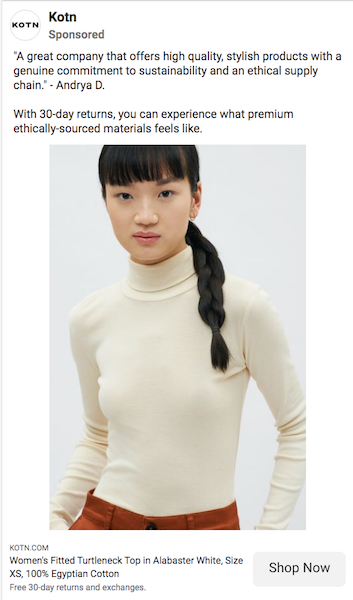 KOTN
Kotn
Sponsored
"A great company that offers high quality, stylish products with a
genuine commitment to sustainability and an ethical supply
chain." - Andrya D.
With 30-day returns, you can experience what premium
ethically-sourced materials feels like.
KOTN.COM
Women's Fitted Turtleneck Top in Alabaster White, Size
XS, 100% Egyptian Cotton
Free 30-day returns and exchanges.
Shop Now